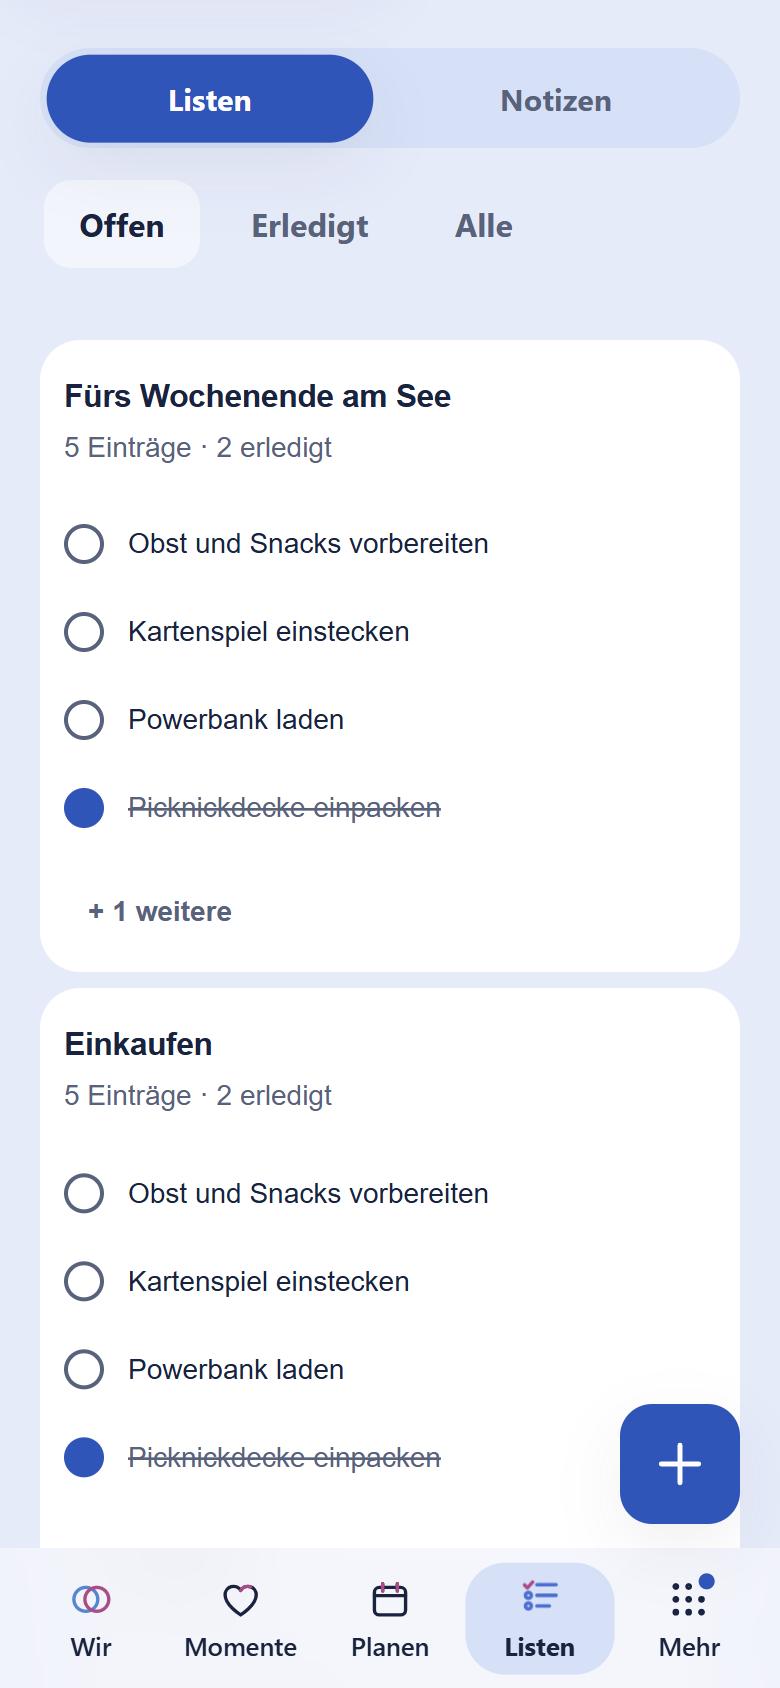 Listen
Notizen
Offen
Erledigt
Alle
Fürs Wochenende am See
5 Einträge · 2 erledigt
Obst und Snacks vorbereiten
Kartenspiel einstecken
Powerbank laden
Picknickdecke einpacken
+ 1 weitere
Einkaufen
5 Einträge · 2 erledigt
Obst und Snacks vorbereiten
Kartenspiel einstecken
Powerbank laden
Picknickdecke einpacken
Wir
Momente
Planen
Listen
Mehr